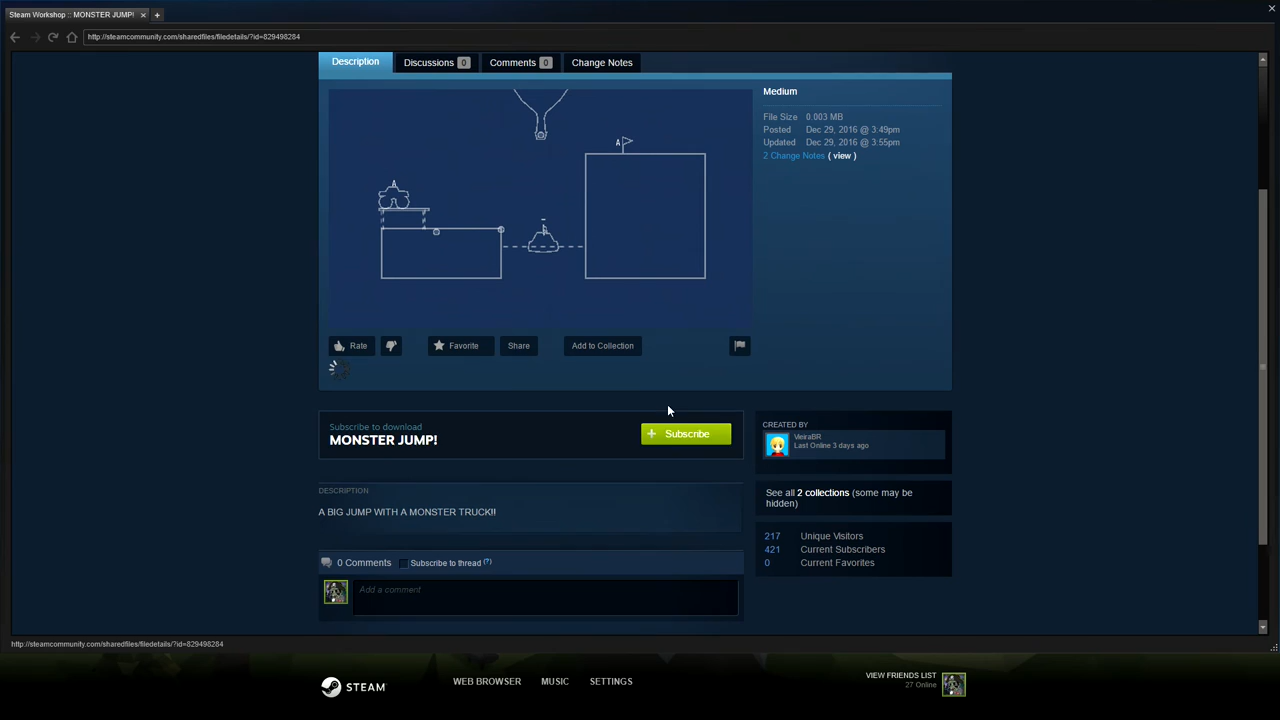 Steam Workshop :: MONSTER JUMP!
http://steamcommunity.com/sharedfiles/filedetails/?id=829498284
Description
Discussions 0
Comments 0
Change Notes
A
A
Medium
File Size 0.003 MB
Posted Dec 29, 2016 @ 3:49pm
Updated Dec 29, 2016 @ 3:55pm
2 Change Notes ( view )
Rate
Favorite
Share
Add to Collection
Subscribe to download
MONSTER JUMP!
+ Subscribe
CREATED BY
VieiraBR
Last Online 3 days ago
See all 2 collections (some may be
hidden)
DESCRIPTION
A BIG JUMP WITH A MONSTER TRUCK!!
217 Unique Visitors
421 Current Subscribers
0 Current Favorites
0 Comments
Subscribe to thread (?)
Add a comment
http://steamcommunity.com/sharedfiles/filedetails/?id=829498284
STEAM
WEB BROWSER
MUSIC
SETTINGS
VIEW FRIENDS LIST
27 Online